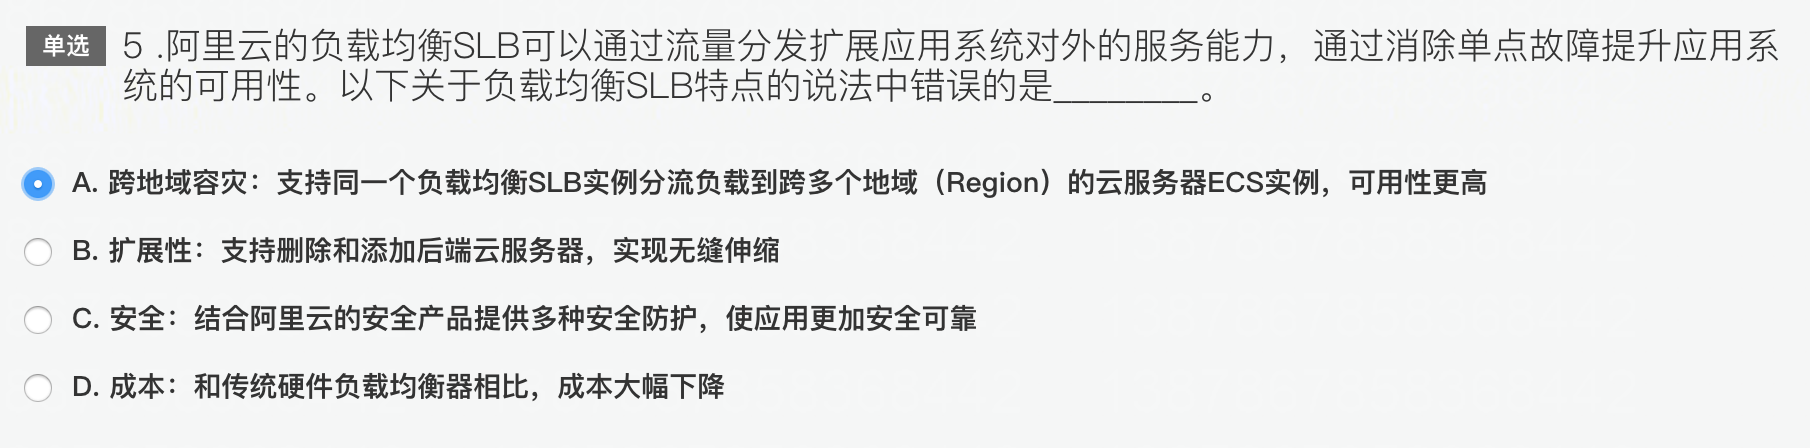 单选
5 .阿里云的负载均衡SLB可以通过流量分发扩展应用系统对外的服务能力，通过消除单点故障提升应用系
统的可用性。以下关于负载均衡SLB特点的说法中错误的是________。
A. 跨地域容灾：支持同一个负载均衡SLB实例分流负载到跨多个地域（Region）的云服务器ECS实例，可用性更高
B. 扩展性：支持删除和添加后端云服务器，实现无缝伸缩
C. 安全：结合阿里云的安全产品提供多种安全防护，使应用更加安全可靠
D. 成本：和传统硬件负载均衡器相比，成本大幅下降